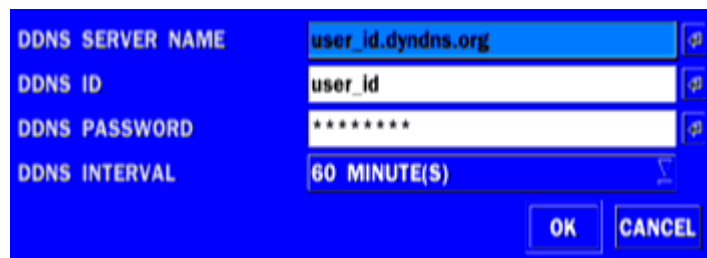 DDNS SERVER NAME user_id.dyndns.org
DDNS ID user_id
DDNS PASSWORD ********
DDNS INTERVAL 60 MINUTE(S)
OK CANCEL